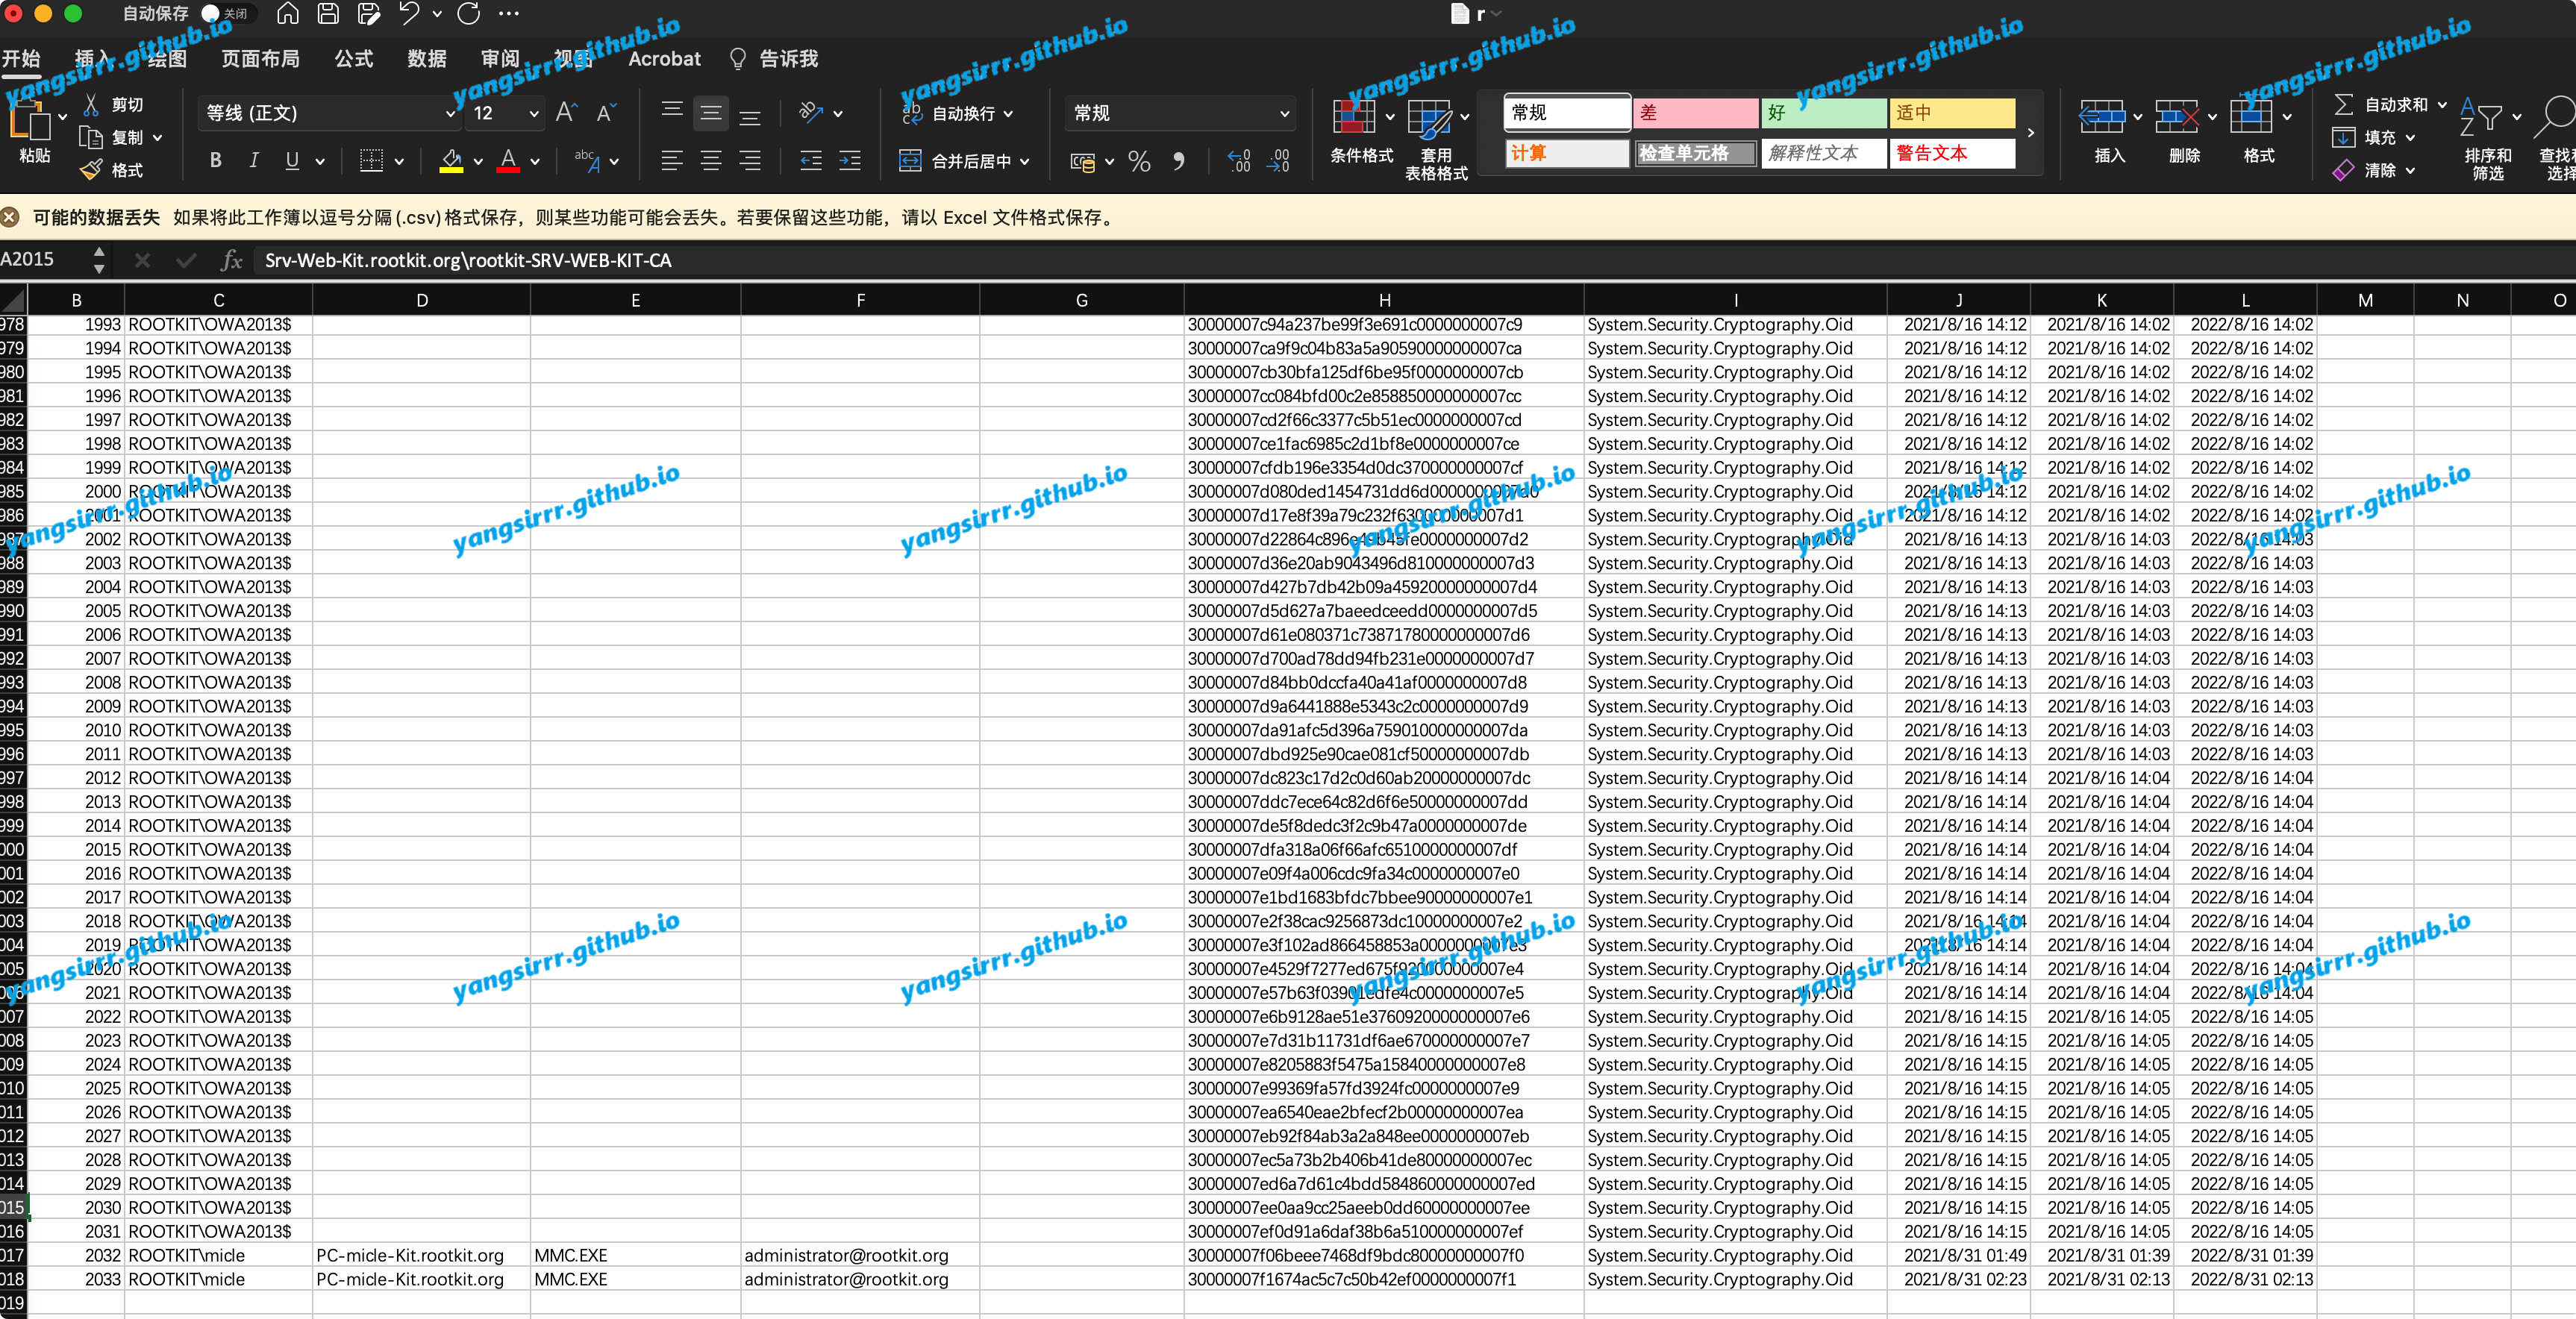 自动保存 关闭 r
开始 插入 绘图 页面布局 公式 数据 审阅 视图 Acrobat 告诉我
粘贴 剪切 复制 格式
等线 (正文) 12
B I U
自动换行 合并后居中
常规
条件格式 套用 表格格式
常规 差 好 适中
计算 检查单元格 解释性文本 警告文本
插入 删除 格式
自动求和 填充 清除
排序和 筛选
可能的数据丢失 如果将此工作簿以逗号分隔 (.csv) 格式保存，则某些功能可能会丢失。若要保留这些功能，请以 Excel 文件格式保存。
A2015 fx Srv-Web-Kit.rootkit.org\rootkit-SRV-WEB-KIT-CA
B C D E F G H I J K L M N O
978 1993 ROOTKIT\OWA2013$ 30000007c94a237be99f3e691c0000000007c9 System.Security.Cryptography.Oid 2021/8/16 14:12 2021/8/16 14:02 2022/8/16 14:02
979 1994 ROOTKIT\OWA2013$ 30000007ca9f9c04b83a5a90590000000007ca System.Security.Cryptography.Oid 2021/8/16 14:12 2021/8/16 14:02 2022/8/16 14:02
980 1995 ROOTKIT\OWA2013$ 30000007cb30bfa125df6be95f0000000007cb System.Security.Cryptography.Oid 2021/8/16 14:12 2021/8/16 14:02 2022/8/16 14:02
981 1996 ROOTKIT\OWA2013$ 30000007cc084bfd00c2e858850000000007cc System.Security.Cryptography.Oid 2021/8/16 14:12 2021/8/16 14:02 2022/8/16 14:02
982 1997 ROOTKIT\OWA2013$ 30000007cd2f66c3377c5b51ec0000000007cd System.Security.Cryptography.Oid 2021/8/16 14:12 2021/8/16 14:02 2022/8/16 14:02
983 1998 ROOTKIT\OWA2013$ 30000007ce1fac6985c2d1bf8e0000000007ce System.Security.Cryptography.Oid 2021/8/16 14:12 2021/8/16 14:02 2022/8/16 14:02
984 1999 ROOTKIT\OWA2013$ 30000007cfdb196e3354d0dc370000000007cf System.Security.Cryptography.Oid 2021/8/16 14:12 2021/8/16 14:02 2022/8/16 14:02
985 2000 ROOTKIT\OWA2013$ 30000007d080ded1454731dd6d0000000007d0 System.Security.Cryptography.Oid 2021/8/16 14:12 2021/8/16 14:02 2022/8/16 14:02
986 2001 ROOTKIT\OWA2013$ 30000007d17e8f39a79c232f630000000007d1 System.Security.Cryptography.Oid 2021/8/16 14:12 2021/8/16 14:02 2022/8/16 14:02
987 2002 ROOTKIT\OWA2013$ System.Security.Cryptography.Oid 2021/8/16 14:13 2021/8/16 14:03 2022/8/16 14:03
988 2003 ROOTKIT\OWA2013$ 30000007d36e20ab9043496d810000000007d3 System.Security.Cryptography.Oid 2021/8/16 14:13 2021/8/16 14:03 2022/8/16 14:03
989 2004 ROOTKIT\OWA2013$ 30000007d427b7db42b09a45920000000007d4 System.Security.Cryptography.Oid 2021/8/16 14:13 2021/8/16 14:03 2022/8/16 14:03
990 2005 ROOTKIT\OWA2013$ 30000007d5d627a7baeedceedd0000000007d5 System.Security.Cryptography.Oid 2021/8/16 14:13 2021/8/16 14:03 2022/8/16 14:03
991 2006 ROOTKIT\OWA2013$ 30000007d61e080371c73871780000000007d6 System.Security.Cryptography.Oid 2021/8/16 14:13 2021/8/16 14:03 2022/8/16 14:03
992 2007 ROOTKIT\OWA2013$ 30000007d700ad78dd94fb231e0000000007d7 System.Security.Cryptography.Oid 2021/8/16 14:13 2021/8/16 14:03 2022/8/16 14:03
993 2008 ROOTKIT\OWA2013$ 30000007d84bb0dccfa40a41af0000000007d8 System.Security.Cryptography.Oid 2021/8/16 14:13 2021/8/16 14:03 2022/8/16 14:03
994 2009 ROOTKIT\OWA2013$ 30000007d9a6441888e5343c2c0000000007d9 System.Security.Cryptography.Oid 2021/8/16 14:13 2021/8/16 14:03 2022/8/16 14:03
995 2010 ROOTKIT\OWA2013$ 30000007da91afc5d396a759010000000007da System.Security.Cryptography.Oid 2021/8/16 14:13 2021/8/16 14:03 2022/8/16 14:03
996 2011 ROOTKIT\OWA2013$ 30000007dbd925e90cae081cf50000000007db System.Security.Cryptography.Oid 2021/8/16 14:13 2021/8/16 14:03 2022/8/16 14:03
997 2012 ROOTKIT\OWA2013$ 30000007dc823c17d2c0d60ab20000000007dc System.Security.Cryptography.Oid 2021/8/16 14:14 2021/8/16 14:04 2022/8/16 14:04
998 2013 ROOTKIT\OWA2013$ 30000007ddc7ece64c82d6f6e50000000007dd System.Security.Cryptography.Oid 2021/8/16 14:14 2021/8/16 14:04 2022/8/16 14:04
999 2014 ROOTKIT\OWA2013$ 30000007de5f8dedc3f2c9b47a0000000007de System.Security.Cryptography.Oid 2021/8/16 14:14 2021/8/16 14:04 2022/8/16 14:04
000 2015 ROOTKIT\OWA2013$ 30000007dfa318a06f66afc6510000000007df System.Security.Cryptography.Oid 2021/8/16 14:14 2021/8/16 14:04 2022/8/16 14:04
001 2016 ROOTKIT\OWA2013$ 30000007e09f4a006cdc9fa34c0000000007e0 System.Security.Cryptography.Oid 2021/8/16 14:14 2021/8/16 14:04 2022/8/16 14:04
002 2017 ROOTKIT\OWA2013$ 30000007e1bd1683bfdc7bbee90000000007e1 System.Security.Cryptography.Oid 2021/8/16 14:14 2021/8/16 14:04 2022/8/16 14:04
003 2018 ROOTKIT\OWA2013$ 30000007e2f38cac9256873dc10000000007e2 System.Security.Cryptography.Oid 2021/8/16 14:14 2021/8/16 14:04 2022/8/16 14:04
004 2019 ROOTKIT\OWA2013$ 30000007e3f102ad866458853a0000000007e3 System.Security.Cryptography.Oid 2021/8/16 14:14 2021/8/16 14:04 2022/8/16 14:04
005 2020 ROOTKIT\OWA2013$ 30000007e4529f7277ed675f920000000007e4 System.Security.Cryptography.Oid 2021/8/16 14:14 2021/8/16 14:04 2022/8/16 14:04
006 2021 ROOTKIT\OWA2013$ System.Security.Cryptography.Oid 2021/8/16 14:14 2021/8/16 14:04 2022/8/16 14:04
007 2022 ROOTKIT\OWA2013$ 30000007e6b9128ae51e3760920000000007e6 System.Security.Cryptography.Oid 2021/8/16 14:15 2021/8/16 14:05 2022/8/16 14:05
008 2023 ROOTKIT\OWA2013$ 30000007e7d31b11731df6ae670000000007e7 System.Security.Cryptography.Oid 2021/8/16 14:15 2021/8/16 14:05 2022/8/16 14:05
009 2024 ROOTKIT\OWA2013$ 30000007e8205883f5475a15840000000007e8 System.Security.Cryptography.Oid 2021/8/16 14:15 2021/8/16 14:05 2022/8/16 14:05
010 2025 ROOTKIT\OWA2013$ 30000007e99369fa57fd3924fc0000000007e9 System.Security.Cryptography.Oid 2021/8/16 14:15 2021/8/16 14:05 2022/8/16 14:05
011 2026 ROOTKIT\OWA2013$ 30000007ea6540eae2bfecf2b00000000007ea System.Security.Cryptography.Oid 2021/8/16 14:15 2021/8/16 14:05 2022/8/16 14:05
012 2027 ROOTKIT\OWA2013$ 30000007eb92f84ab3a2a848ee0000000007eb System.Security.Cryptography.Oid 2021/8/16 14:15 2021/8/16 14:05 2022/8/16 14:05
013 2028 ROOTKIT\OWA2013$ 30000007ec5a73b2b406b41de80000000007ec System.Security.Cryptography.Oid 2021/8/16 14:15 2021/8/16 14:05 2022/8/16 14:05
014 2029 ROOTKIT\OWA2013$ 30000007ed6a7d61c4bdd584860000000007ed System.Security.Cryptography.Oid 2021/8/16 14:15 2021/8/16 14:05 2022/8/16 14:05
015 2030 ROOTKIT\OWA2013$ 30000007ee0aa9cc25aeeb0dd60000000007ee System.Security.Cryptography.Oid 2021/8/16 14:15 2021/8/16 14:05 2022/8/16 14:05
016 2031 ROOTKIT\OWA2013$ 30000007ef0d91a6daf38b6a510000000007ef System.Security.Cryptography.Oid 2021/8/16 14:15 2021/8/16 14:05 2022/8/16 14:05
017 2032 ROOTKIT\micle PC-micle-Kit.rootkit.org MMC.EXE administrator@rootkit.org 30000007f06beee7468df9bdc80000000007f0 System.Security.Cryptography.Oid 2021/8/31 01:49 2021/8/31 01:39 2022/8/31 01:39
018 2033 ROOTKIT\micle PC-micle-Kit.rootkit.org MMC.EXE administrator@rootkit.org 30000007f1674ac5c7c50b42ef0000000007f1 System.Security.Cryptography.Oid 2021/8/31 02:23 2021/8/31 02:13 2022/8/31 02:13
019
yangsirrr.github.io yangsirrr.github.io yangsirrr.github.io yangsirrr.github.io yangsirrr.github.io yangsirrr.github.io
yangsirrr.github.io yangsirrr.github.io yangsirrr.github.io yangsirrr.github.io yangsirrr.github.io yangsirrr.github.io
yangsirrr.github.io yangsirrr.github.io yangsirrr.github.io yangsirrr.github.io yangsirrr.github.io yangsirrr.github.io